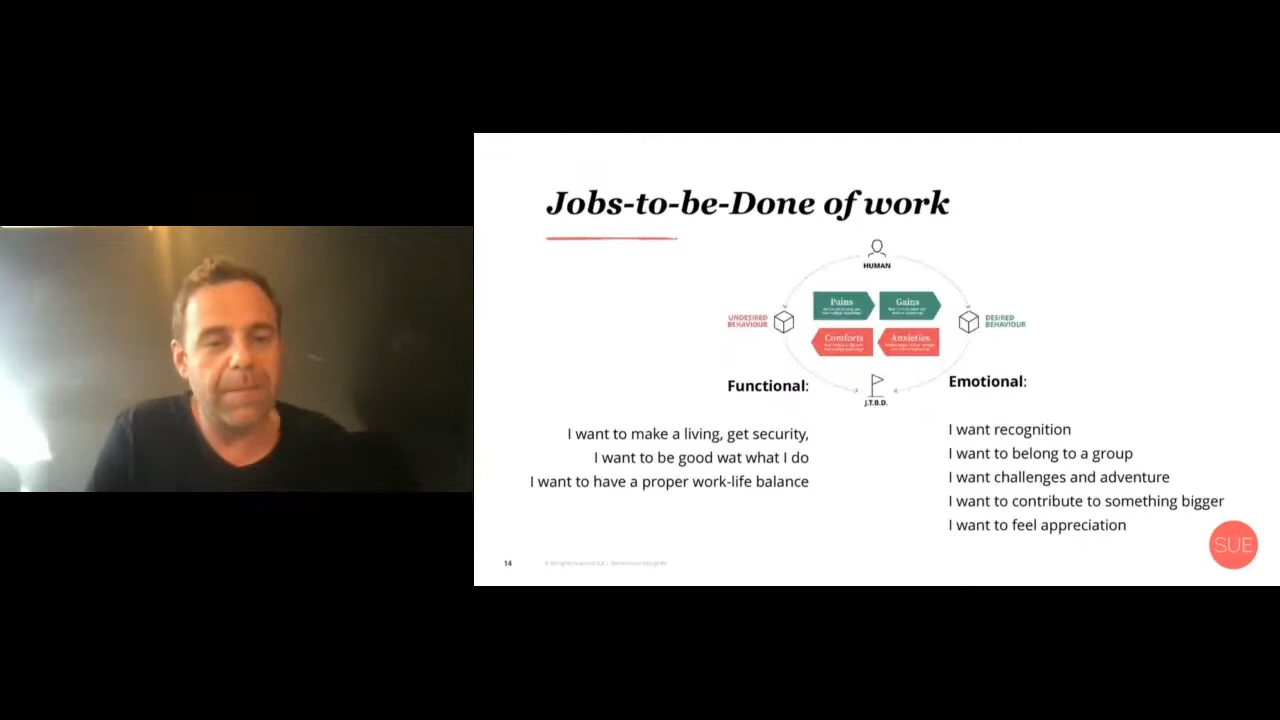 Jobs-to-be-Done of work
HUMAN
Pains
Gains
UNDESIRED
BEHAVIOUR
DESIRED
BEHAVIOUR
Comforts
Anxieties
J.T.B.D.
Functional:
I want to make a living, get security,
I want to be good wat what I do
I want to have a proper work-life balance
Emotional:
I want recognition
I want to belong to a group
I want challenges and adventure
I want to contribute to something bigger
I want to feel appreciation
SUE
14